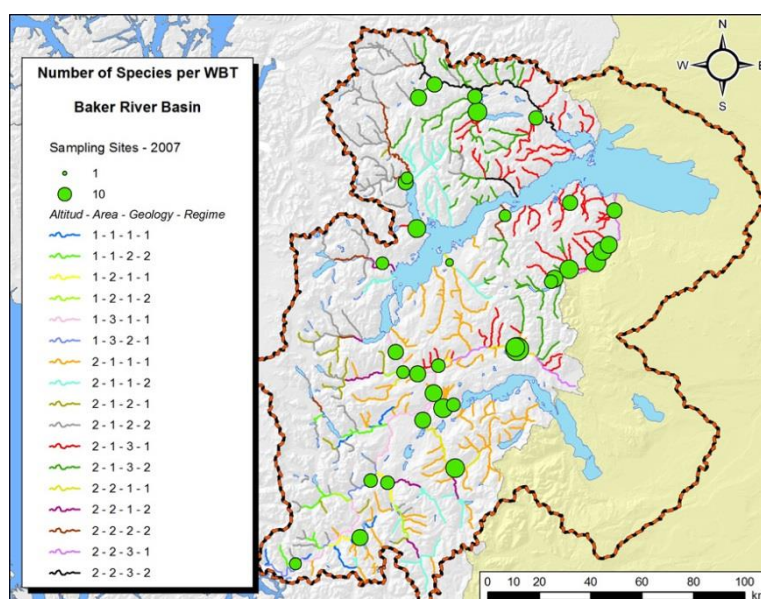 Number of Species per WBT
Baker River Basin
Sampling Sites - 2007
1
10
Altitud - Area - Geology - Regime
1 - 1 - 1 - 1
1 - 1 - 2 - 2
1 - 2 - 1 - 1
1 - 2 - 1 - 2
1 - 3 - 1 - 1
1 - 3 - 2 - 1
2 - 1 - 1 - 1
2 - 1 - 1 - 2
2 - 1 - 2 - 1
2 - 1 - 2 - 2
2 - 1 - 3 - 1
2 - 1 - 3 - 2
2 - 2 - 1 - 1
2 - 2 - 1 - 2
2 - 2 - 2 - 2
2 - 2 - 3 - 1
2 - 2 - 3 - 2
N
W E
S
0 10 20 40 60 80 100
km